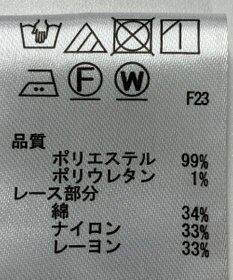 F W
F23
品質
ポリエステル 99%
ポリウレタン 1%
レース部分
綿 34%
ナイロン 33%
レーヨン 33%